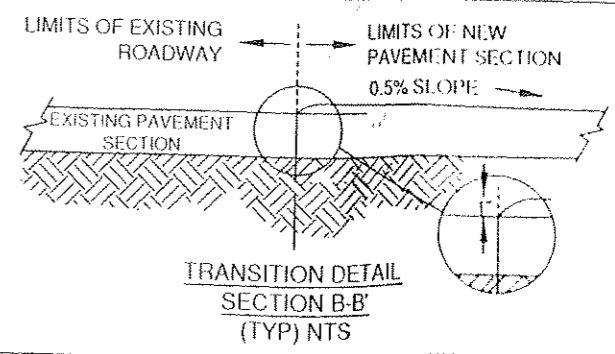 LIMITS OF EXISTING
ROADWAY
LIMITS OF NEW
PAVEMENT SECTION
0.5% SLOPE
EXISTING PAVEMENT
SECTION
TRANSITION DETAIL
SECTION B-B'
(TYP) NTS